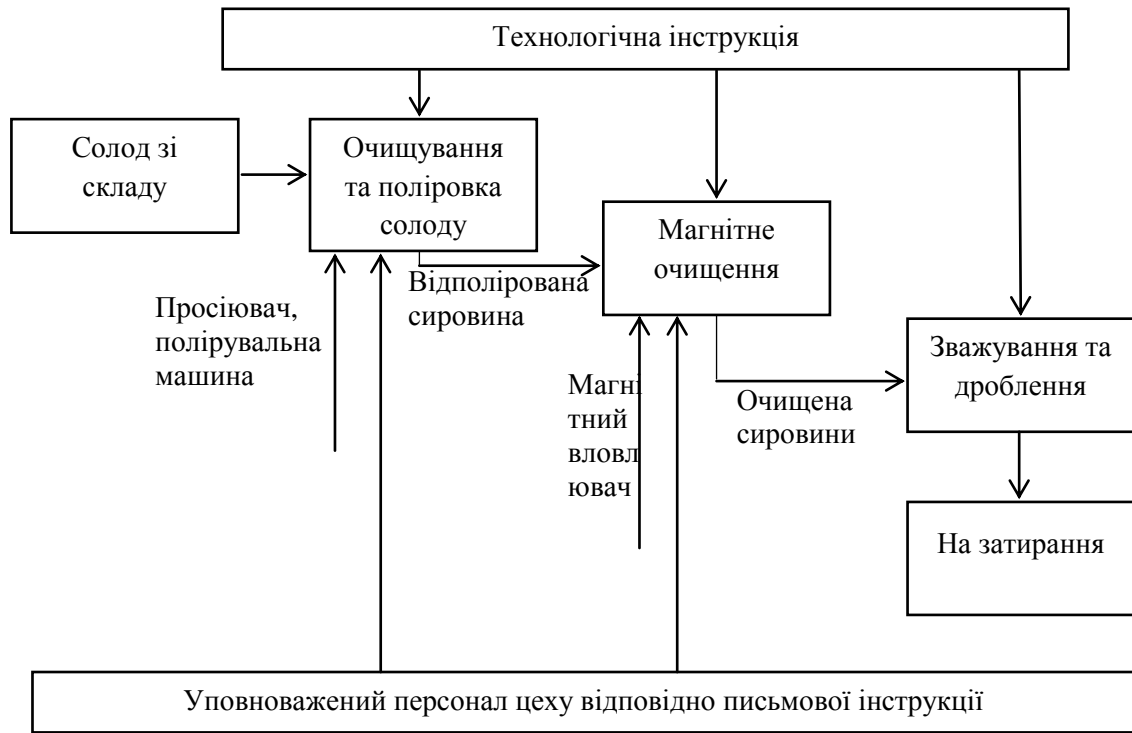 Технологічна інструкція
Солод зі
складу
Очищування
та поліровка
солоду
Магнітне
очищення
Відполірована
сировина
Просіювач,
полірувальна
машина
Зважування та
дроблення
Магні
тний
вловл
ювач
Очищена
сировини
На затирання
Уповноважений персонал цеху відповідно письмової інструкції